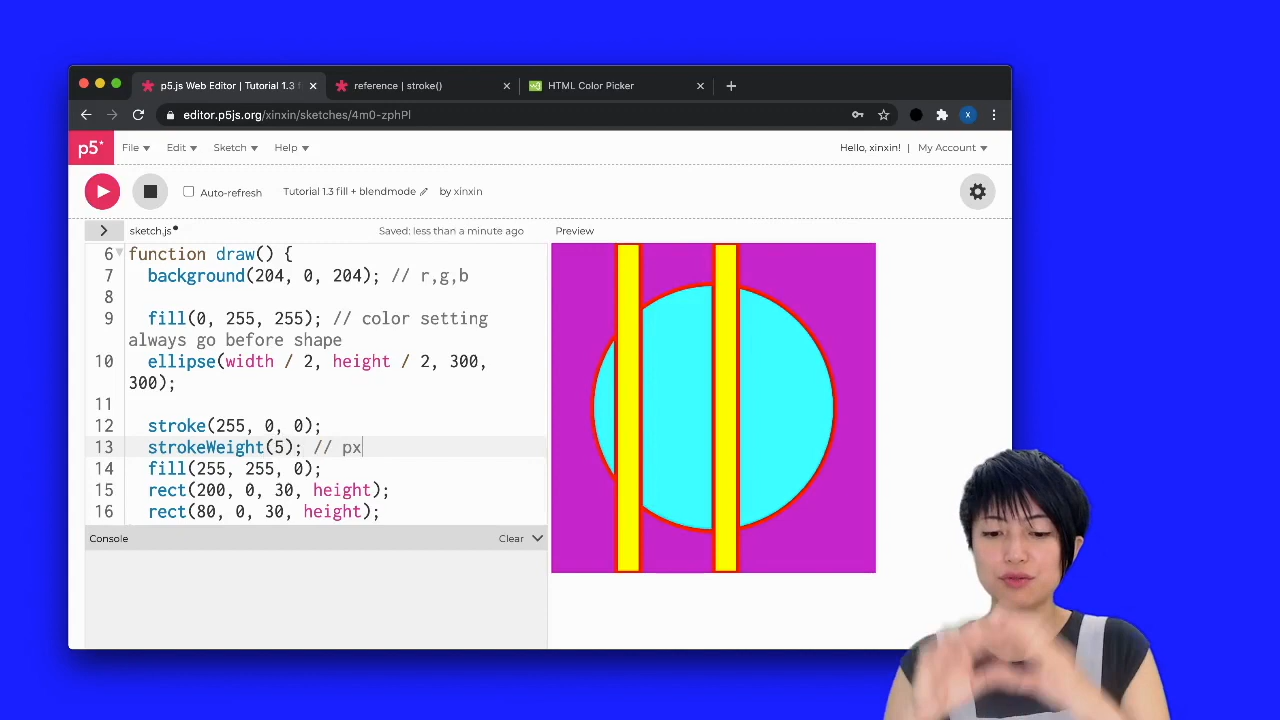 p5.js Web Editor | Tutorial 1.3 f
reference | stroke()
HTML Color Picker
editor.p5js.org/xinxin/sketches/4m0-zphPl
X
p5*
File
Edit
Sketch
Help
Hello, xinxin!
|
My Account
Auto-refresh
Tutorial 1.3 fill + blendmode
by xinxin
sketch.js
Saved: less than a minute ago
Preview
6 function draw() {
7 background(204, 0, 204); // r,g,b
8
9 fill(0, 255, 255); // color setting
always go before shape
10 ellipse(width / 2, height / 2, 300,
300);
11
12 stroke(255, 0, 0);
13 strokeWeight(5); // px
14 fill(255, 255, 0);
15 rect(200, 0, 30, height);
16 rect(80, 0, 30, height);
Console
Clear